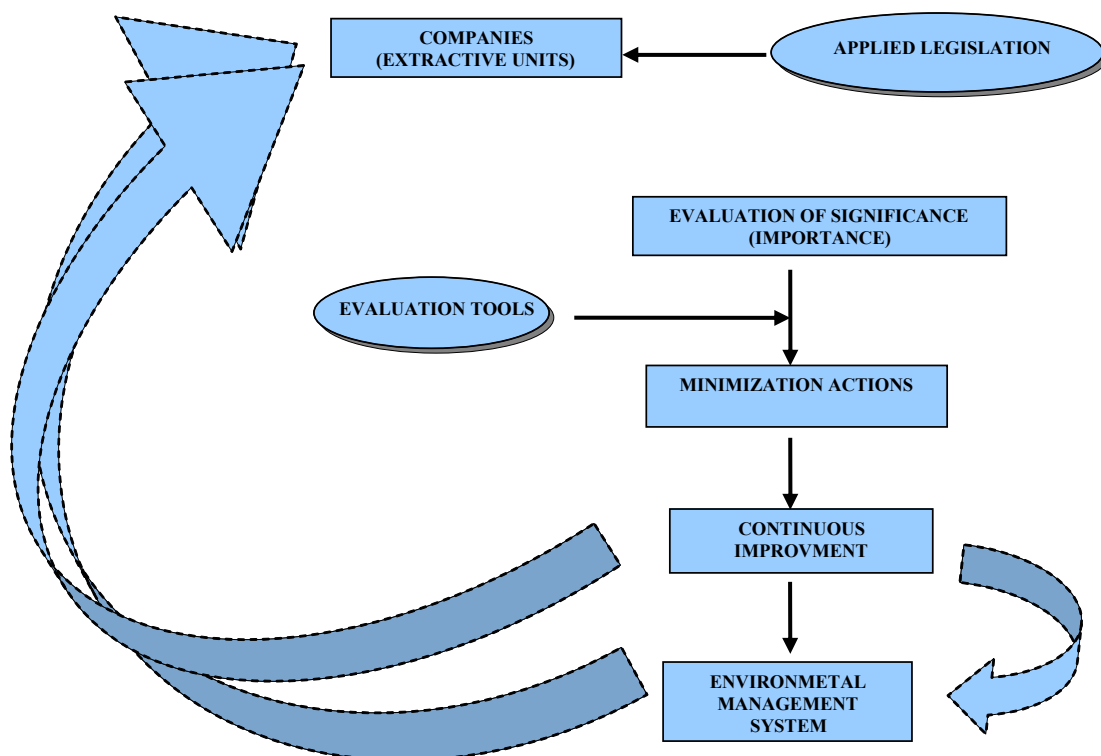 COMPANIES
(EXTRACTIVE UNITS)
APPLIED LEGISLATION
EVALUATION OF SIGNIFICANCE
(IMPORTANCE)
EVALUATION TOOLS
MINIMIZATION ACTIONS
CONTINUOUS
IMPROVMENT
ENVIRONMETAL
MANAGEMENT
SYSTEM